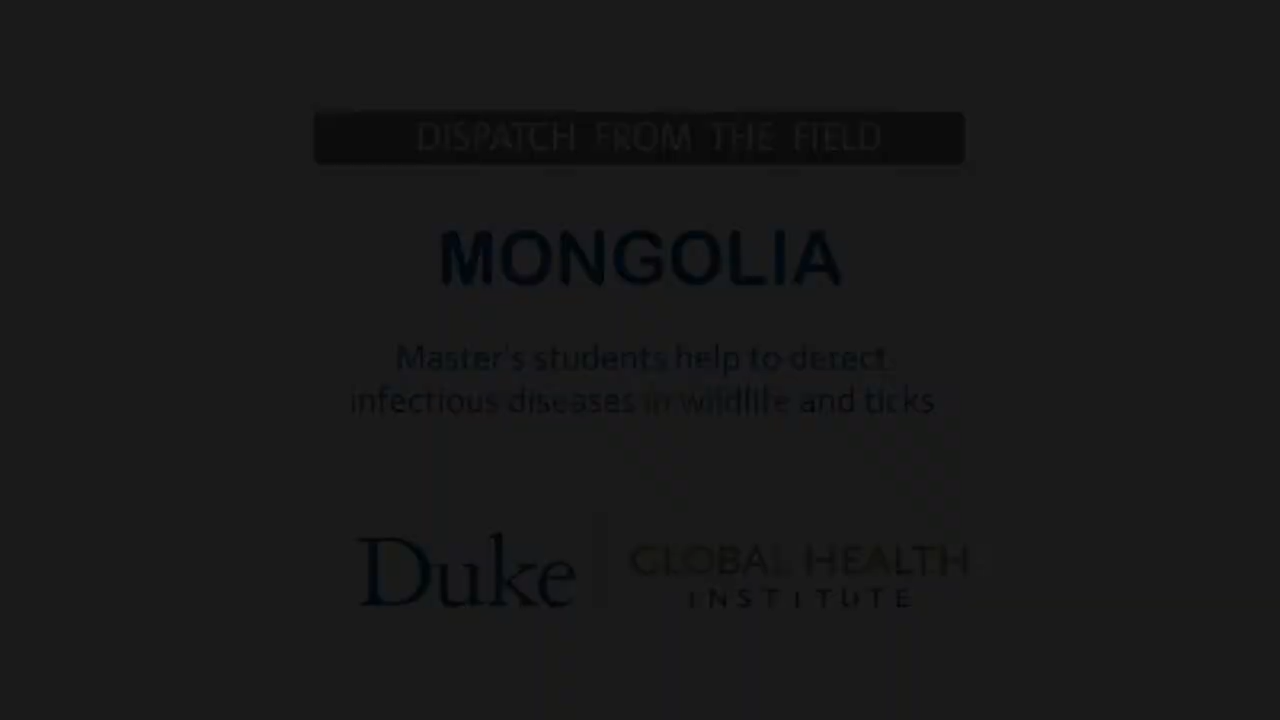 DISPATCH FROM THE FIELD
MONGOLIA
Master's students help to detect
infectious diseases in wildlife and ticks
Duke
GLOBAL HEALTH
INSTITUTE